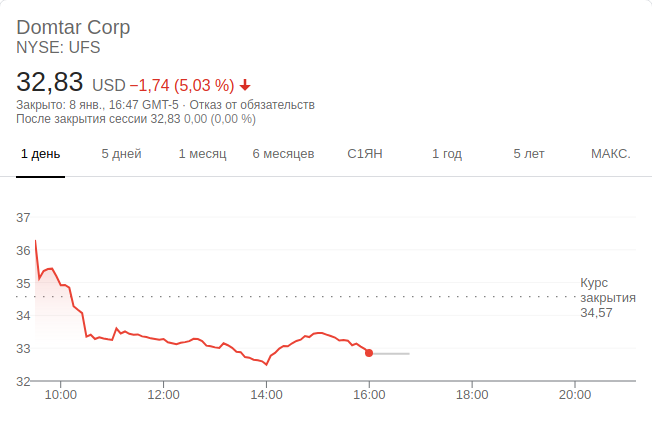 Domtar Corp
NYSE: UFS
32,83 USD −1,74 (5,03 %)
Закрыто: 8 янв., 16:47 GMT-5 · Отказ от обязательств
После закрытия сессии 32,83 0,00 (0,00 %)
1 день 5 дней 1 месяц 6 месяцев С1ЯН 1 год 5 лет МАКС.
37
36
35
34
33
32
Курс
закрытия
34,57
10:00 12:00 14:00 16:00 18:00 20:00